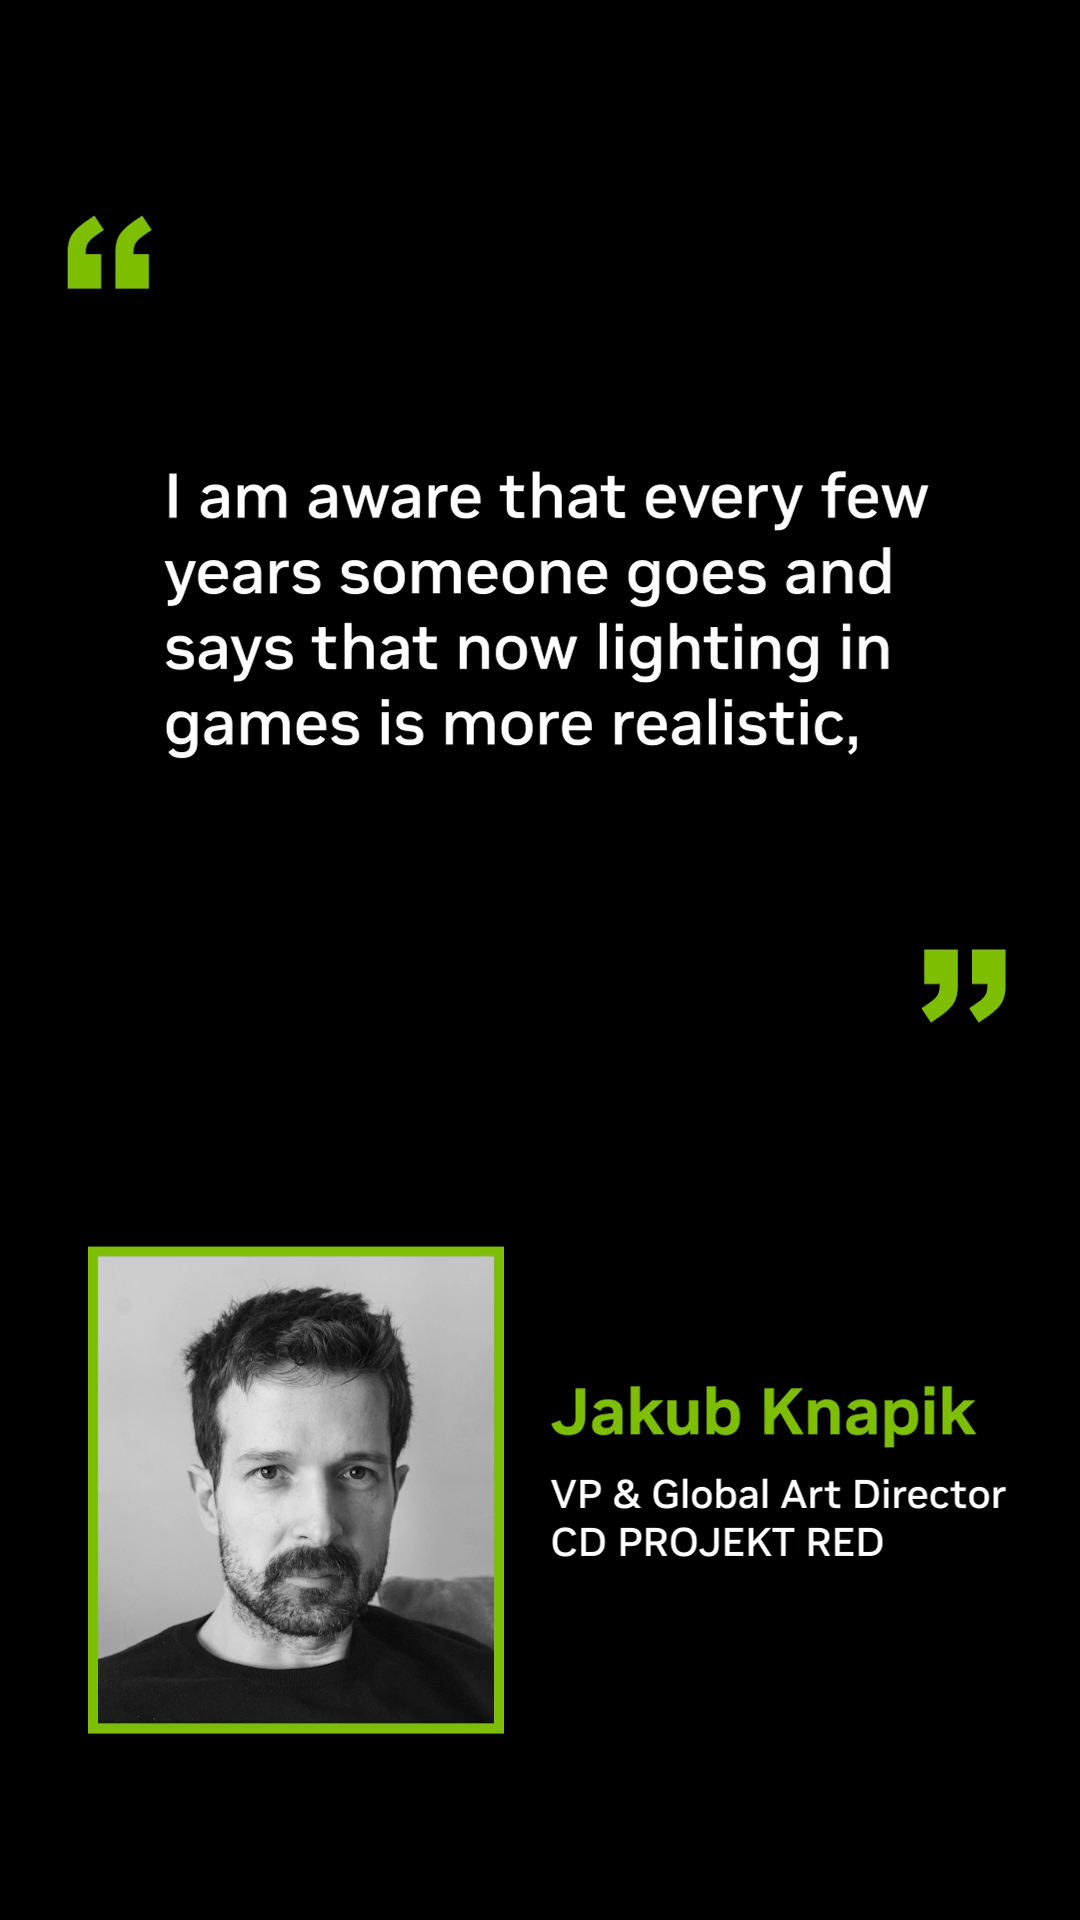 “
I am aware that every few
years someone goes and
says that now lighting in
games is more realistic,
”
Jakub Knapik
VP & Global Art Director
CD PROJEKT RED